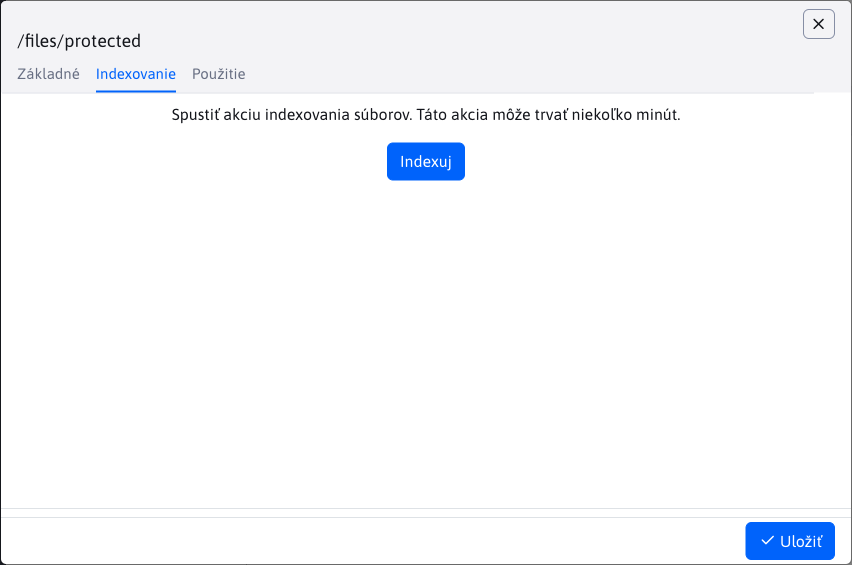 /files/protected
Základné Indexovanie Použitie
Spustiť akciu indexovania súborov. Táto akcia môže trvať niekoľko minút.
Indexuj
Uložiť